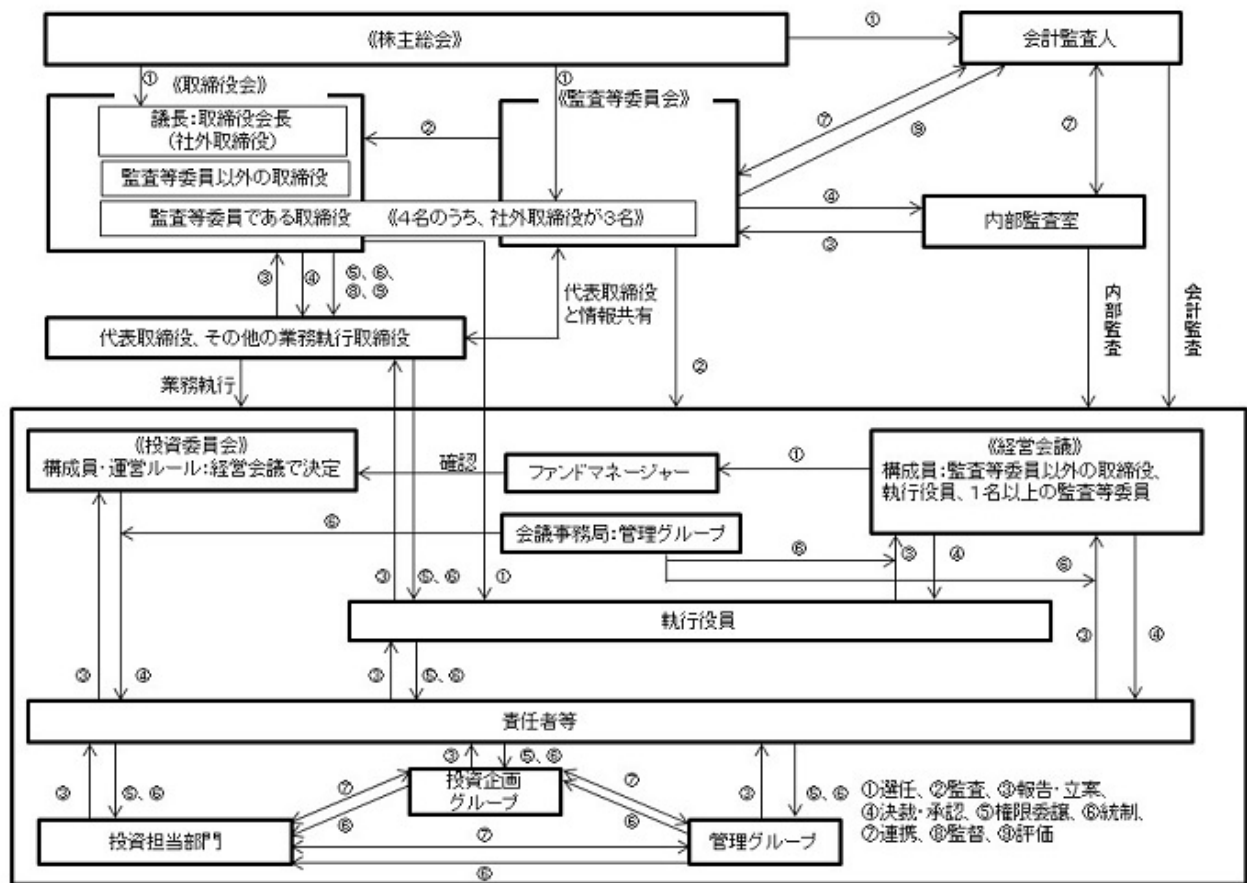 《株主総会》
①
会計監査人
①
《取締役会》
①
《監査等委員会》
議長:取締役会長
(社外取締役)
②
⑦
⑨
⑦
監査等委員以外の取締役
監査等委員である取締役 《4名のうち、社外取締役が3名》
④
③
内部監査室
③
④
⑤、⑥、
⑧、⑨
代表取締役
と情報共有
内部監査
会計監査
代表取締役、その他の業務執行取締役
②
業務執行
《投資委員会》
構成員・運営ルール:経営会議で決定
確認
ファンドマネージャー
①
《経営会議》
構成員:監査等委員以外の取締役、
執行役員、1名以上の監査等委員
⑥
会議事務局:管理グループ
⑥
③
④
⑥
③
⑤、⑥
①
執行役員
③
④
③
⑤、⑥
③
④
責任者等
③
⑤、⑥
③
⑤、⑥
③
⑤、⑥
⑦
投資企画
グループ
⑦
⑥
⑥
投資担当部門
⑦
管理グループ
⑥
①選任、②監査、③報告・立案、
④決裁・承認、⑤権限委譲、⑥統制、
⑦連携、⑧監督、⑨評価